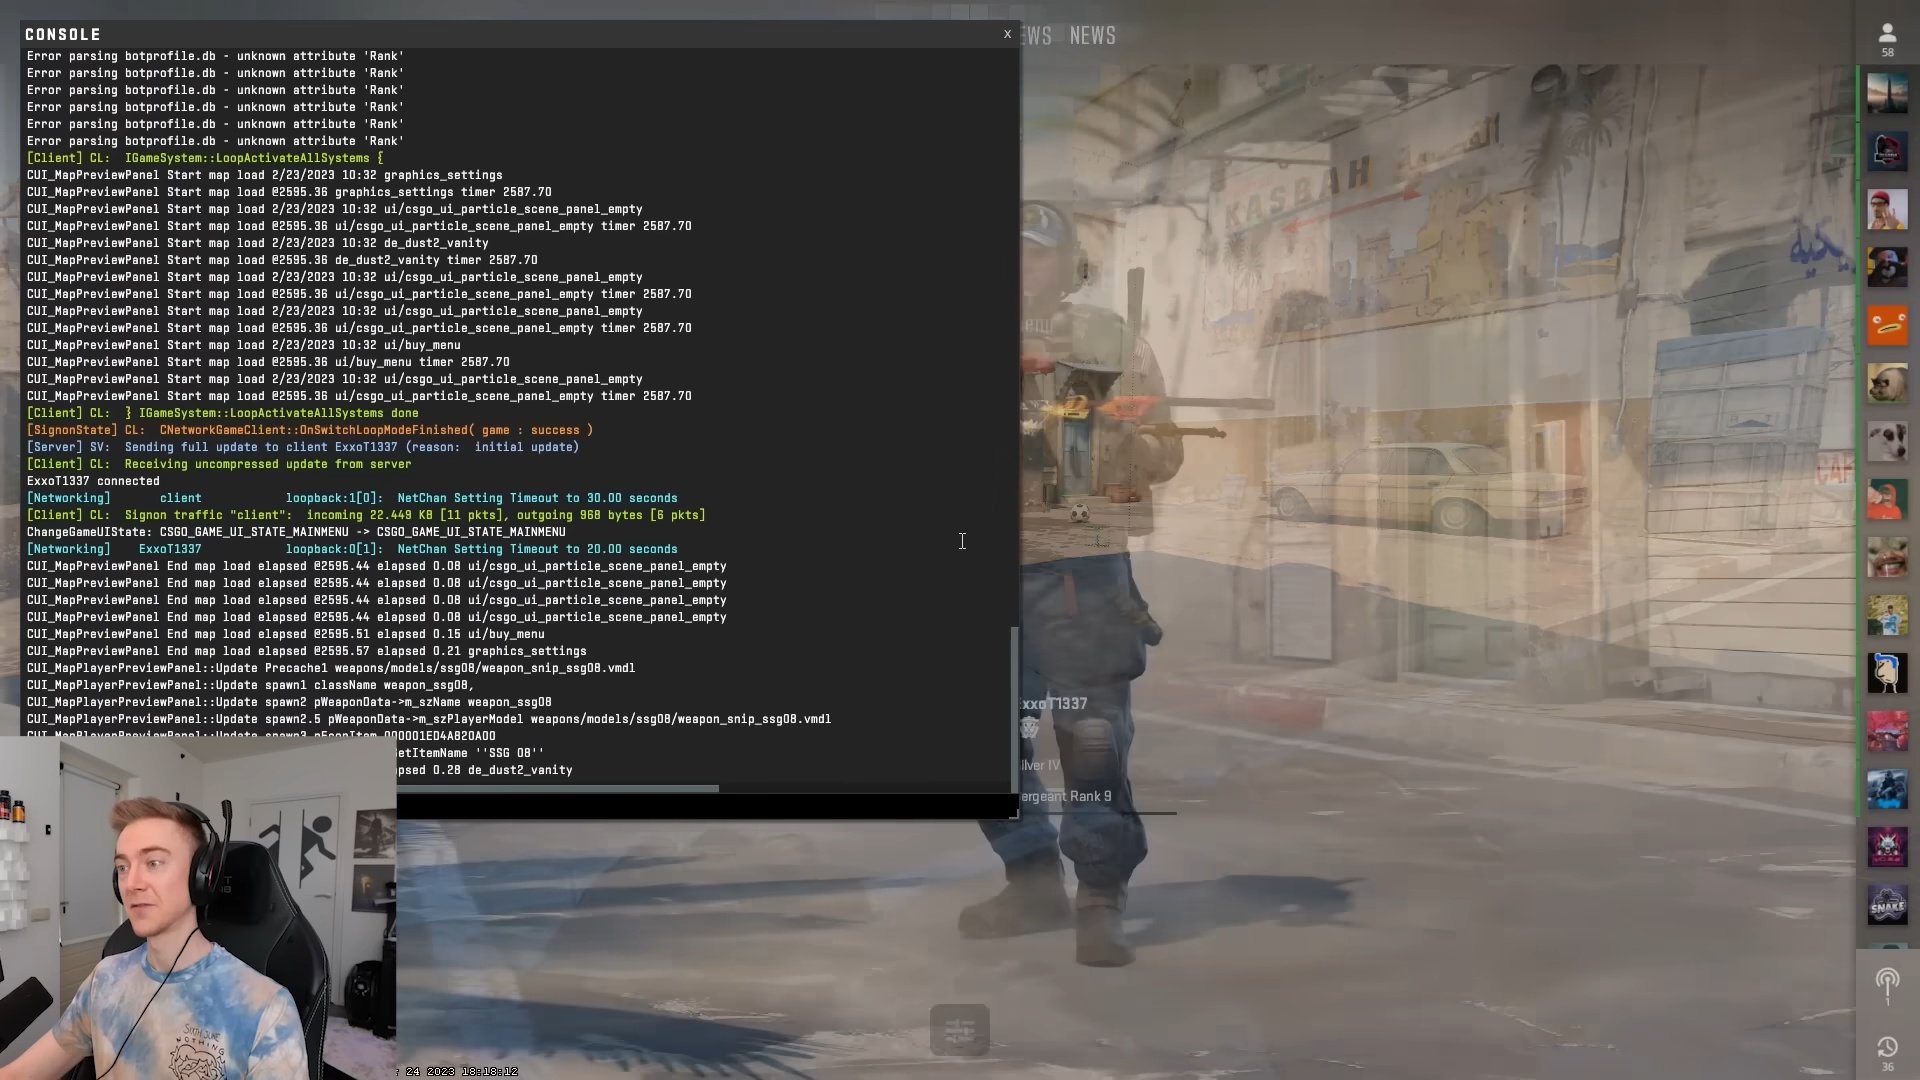 CONSOLE
X
NEWS
58
Error parsing botprofile.db - unknown attribute 'Rank'
Error parsing botprofile.db - unknown attribute 'Rank'
Error parsing botprofile.db - unknown attribute 'Rank'
Error parsing botprofile.db - unknown attribute 'Rank'
Error parsing botprofile.db - unknown attribute 'Rank'
Error parsing botprofile.db - unknown attribute 'Rank'
[Client] CL:  IGameSystem::LoopActivateAllSystems {
CUI_MapPreviewPanel Start map load 2/23/2023 10:32 graphics_settings
CUI_MapPreviewPanel Start map load @2595.36 graphics_settings timer 2587.70
CUI_MapPreviewPanel Start map load 2/23/2023 10:32 ui/csgo_ui_particle_scene_panel_empty
CUI_MapPreviewPanel Start map load @2595.36 ui/csgo_ui_particle_scene_panel_empty timer 2587.70
CUI_MapPreviewPanel Start map load 2/23/2023 10:32 de_dust2_vanity
CUI_MapPreviewPanel Start map load @2595.36 de_dust2_vanity timer 2587.70
CUI_MapPreviewPanel Start map load 2/23/2023 10:32 ui/csgo_ui_particle_scene_panel_empty
CUI_MapPreviewPanel Start map load @2595.36 ui/csgo_ui_particle_scene_panel_empty timer 2587.70
CUI_MapPreviewPanel Start map load 2/23/2023 10:32 ui/csgo_ui_particle_scene_panel_empty
CUI_MapPreviewPanel Start map load @2595.36 ui/csgo_ui_particle_scene_panel_empty timer 2587.70
CUI_MapPreviewPanel Start map load 2/23/2023 10:32 ui/buy_menu
CUI_MapPreviewPanel Start map load @2595.36 ui/buy_menu timer 2587.70
CUI_MapPreviewPanel Start map load 2/23/2023 10:32 ui/csgo_ui_particle_scene_panel_empty
CUI_MapPreviewPanel Start map load @2595.36 ui/csgo_ui_particle_scene_panel_empty timer 2587.70
[Client] CL:  } IGameSystem::LoopActivateAllSystems done
[SignonState] CL:  CNetworkGameClient::OnSwitchLoopModeFinished( game : success )
[Server] SV:  Sending full update to client ExxoT1337 (reason:  initial update)
[Client] CL:  Receiving uncompressed update from server
ExxoT1337 connected
[Networking]       client            loopback:1[0]:  NetChan Setting Timeout to 30.00 seconds
[Client] CL:  Signon traffic "client":  incoming 22.449 KB [11 pkts], outgoing 968 bytes [6 pkts]
ChangeGameUIState: CSGO_GAME_UI_STATE_MAINMENU -> CSGO_GAME_UI_STATE_MAINMENU
[Networking]    ExxoT1337            loopback:0[1]:  NetChan Setting Timeout to 20.00 seconds
CUI_MapPreviewPanel End map load elapsed @2595.44 elapsed 0.08 ui/csgo_ui_particle_scene_panel_empty
CUI_MapPreviewPanel End map load elapsed @2595.44 elapsed 0.08 ui/csgo_ui_particle_scene_panel_empty
CUI_MapPreviewPanel End map load elapsed @2595.44 elapsed 0.08 ui/csgo_ui_particle_scene_panel_empty
CUI_MapPreviewPanel End map load elapsed @2595.44 elapsed 0.08 ui/csgo_ui_particle_scene_panel_empty
CUI_MapPreviewPanel End map load elapsed @2595.51 elapsed 0.15 ui/buy_menu
CUI_MapPreviewPanel End map load elapsed @2595.57 elapsed 0.21 graphics_settings
CUI_MapPlayerPreviewPanel::Update Precache1 weapons/models/ssg08/weapon_snip_ssg08.vmdl
CUI_MapPlayerPreviewPanel::Update spawn1 className weapon_ssg08,
CUI_MapPlayerPreviewPanel::Update spawn2 pWeaponData->m_szName weapon_ssg08
CUI_MapPlayerPreviewPanel::Update spawn2.5 pWeaponData->m_szPlayerModel weapons/models/ssg08/weapon_snip_ssg08.vmdl
CUI_MapPlayerPreviewPanel::Update spawn3 pEconItem 000001ED4A820A00
GetItemName ''SSG 08''
psed 0.28 de_dust2_vanity
KASBAH
xxoT1337
ilver IV
ergeant Rank 9
SNAKE
1
36
24 2023 18:18:12
NOTHING